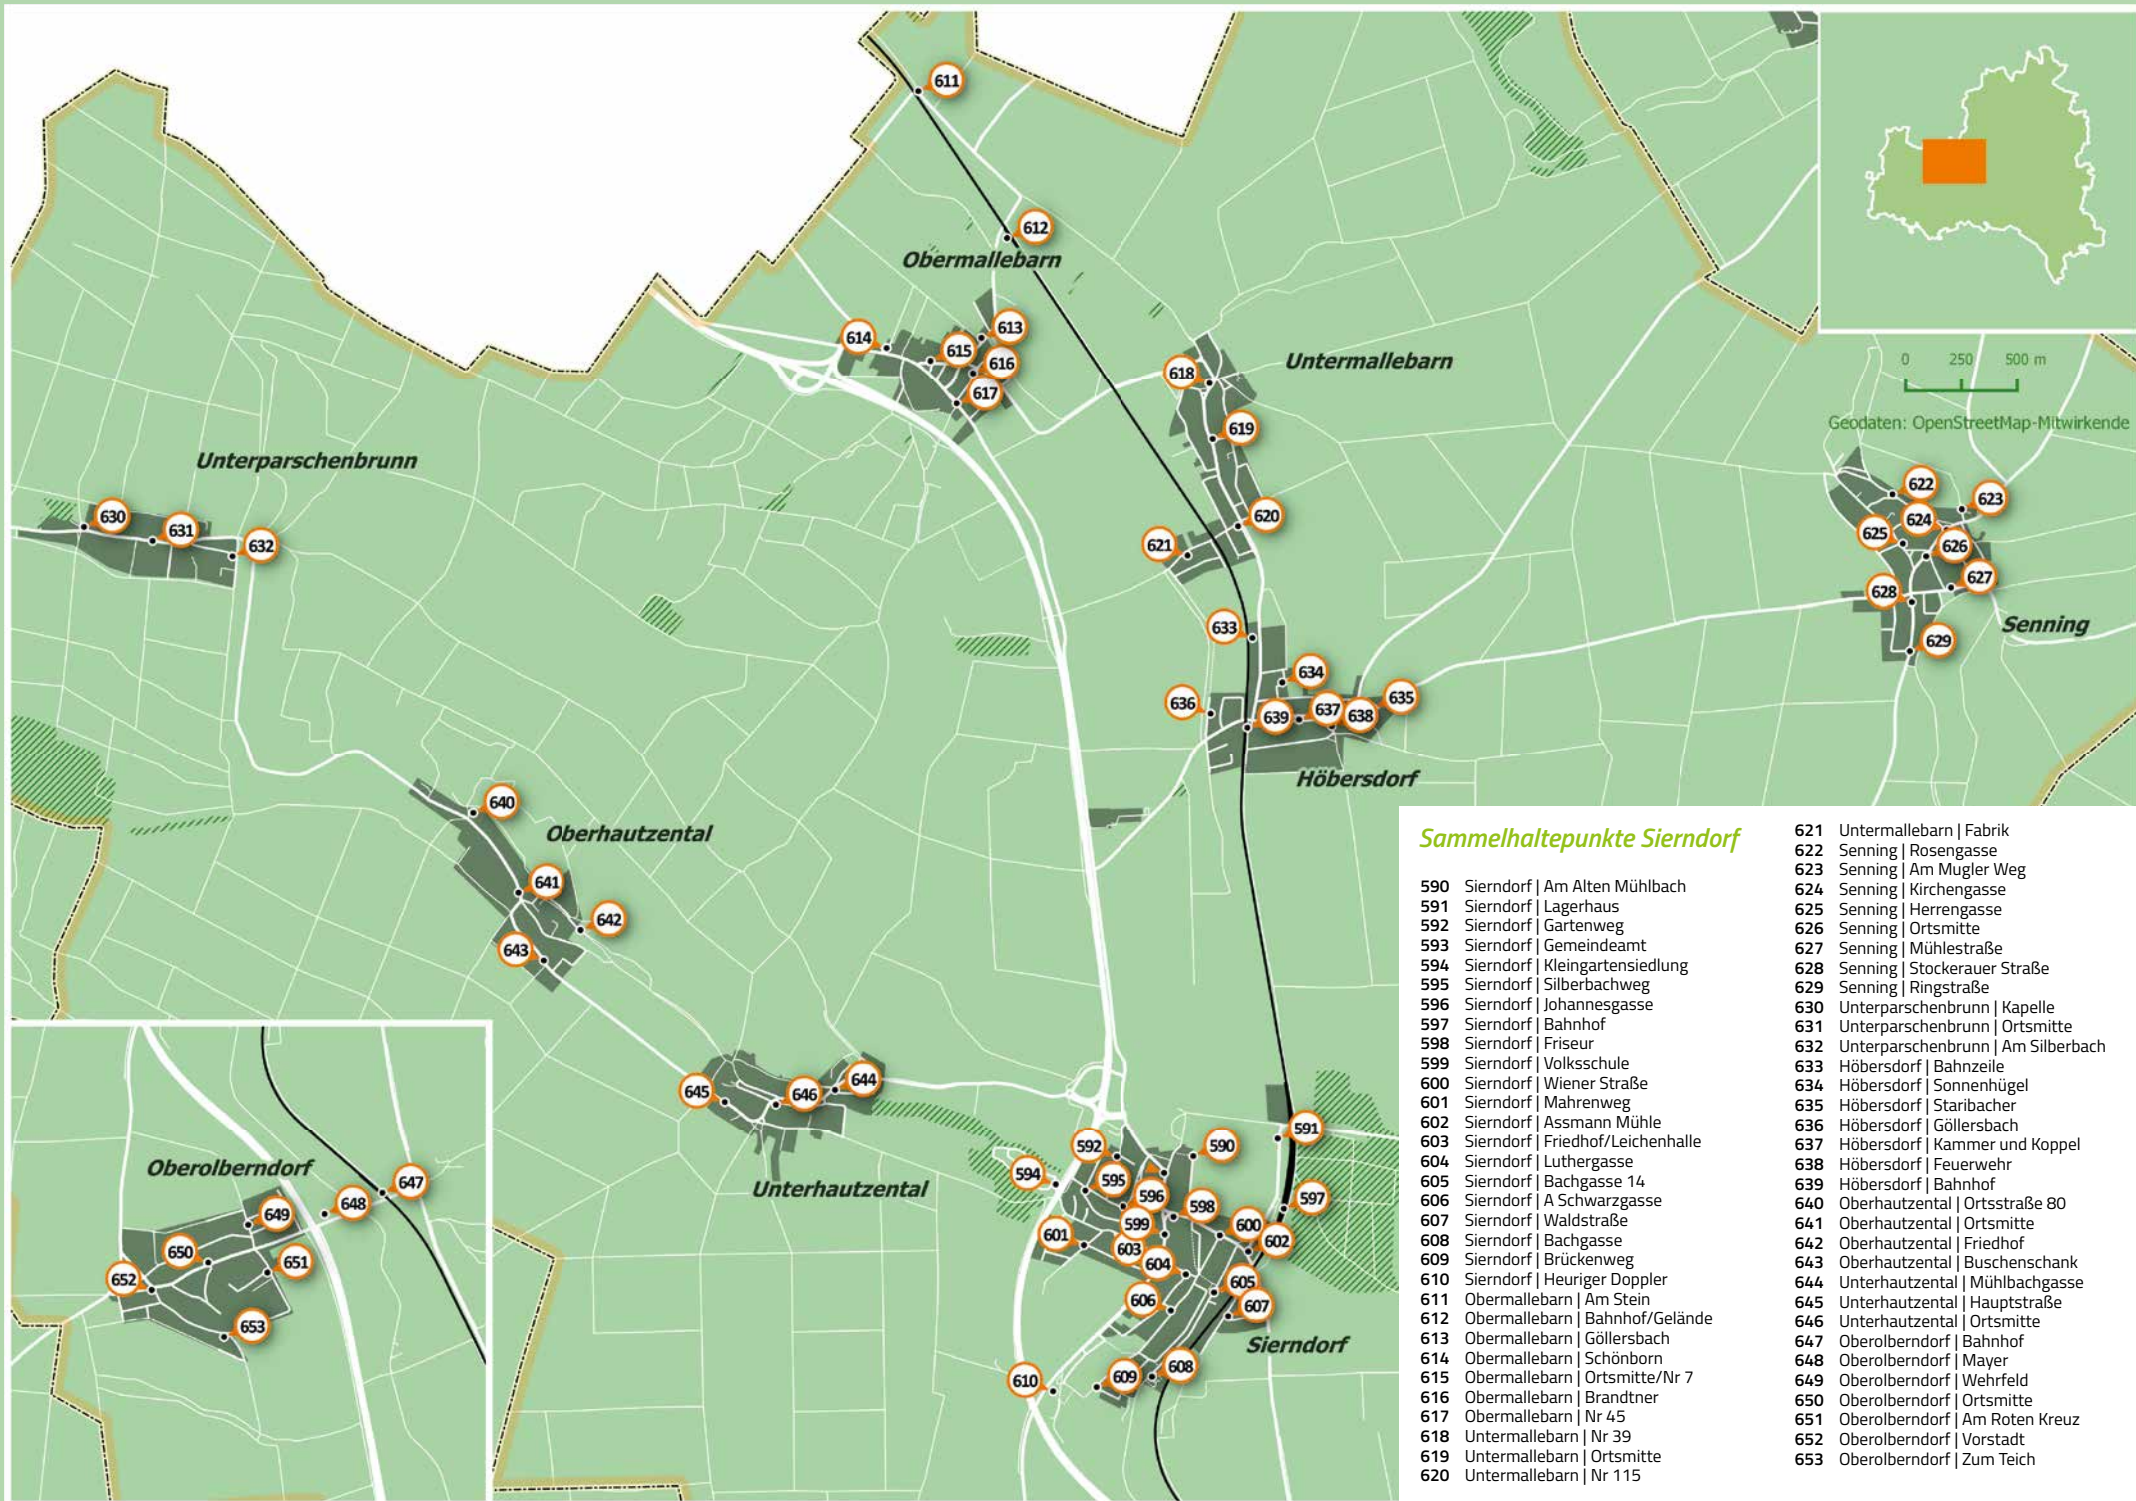 611
612
Obermallebarn
613
614
615
616
617
618
Untermallebarn
619
620
621
0 250 500 m
Geodaten: OpenStreetMap-Mitwirkende
Unterparschenbrunn
630
631
632
622
623
624
625
626
627
628
Senning
629
633
634
635
636
637
638
639
Höbersdorf
640
Oberhautzental
641
642
643
644
645
646
Unterhautzental
590
591
592
594
595
596
597
598
599
600
601
602
603
604
605
606
607
Sierndorf
608
609
610
Oberolberndorf
647
648
649
650
651
652
653
Sammelhaltepunkte Sierndorf
590 Sierndorf | Am Alten Mühlbach
591 Sierndorf | Lagerhaus
592 Sierndorf | Gartenweg
593 Sierndorf | Gemeindeamt
594 Sierndorf | Kleingartensiedlung
595 Sierndorf | Silberbachweg
596 Sierndorf | Johannesgasse
597 Sierndorf | Bahnhof
598 Sierndorf | Friseur
599 Sierndorf | Volksschule
600 Sierndorf | Wiener Straße
601 Sierndorf | Mahrenweg
602 Sierndorf | Assmann Mühle
603 Sierndorf | Friedhof/Leichenhalle
604 Sierndorf | Luthergasse
605 Sierndorf | Bachgasse 14
606 Sierndorf | A Schwarzgasse
607 Sierndorf | Waldstraße
608 Sierndorf | Bachgasse
609 Sierndorf | Brückenweg
610 Sierndorf | Heuriger Doppler
611 Obermallebarn | Am Stein
612 Obermallebarn | Bahnhof/Gelände
613 Obermallebarn | Göllersbach
614 Obermallebarn | Schönborn
615 Obermallebarn | Ortsmitte/Nr 7
616 Obermallebarn | Brandtner
617 Obermallebarn | Nr 45
618 Untermallebarn | Nr 39
619 Untermallebarn | Ortsmitte
620 Untermallebarn | Nr 115
621 Untermallebarn | Fabrik
622 Senning | Rosengasse
623 Senning | Am Mugler Weg
624 Senning | Kirchengasse
625 Senning | Herrengasse
626 Senning | Ortsmitte
627 Senning | Mühlestraße
628 Senning | Stockerauer Straße
629 Senning | Ringstraße
630 Unterparschenbrunn | Kapelle
631 Unterparschenbrunn | Ortsmitte
632 Unterparschenbrunn | Am Silberbach
633 Höbersdorf | Bahnzeile
634 Höbersdorf | Sonnenhügel
635 Höbersdorf | Staribacher
636 Höbersdorf | Göllersbach
637 Höbersdorf | Kammer und Koppel
638 Höbersdorf | Feuerwehr
639 Höbersdorf | Bahnhof
640 Oberhautzental | Ortsstraße 80
641 Oberhautzental | Ortsmitte
642 Oberhautzental | Friedhof
643 Oberhautzental | Buschenschank
644 Unterhautzental | Mühlbachgasse
645 Unterhautzental | Hauptstraße
646 Unterhautzental | Ortsmitte
647 Oberolberndorf | Bahnhof
648 Oberolberndorf | Mayer
649 Oberolberndorf | Wehrfeld
650 Oberolberndorf | Ortsmitte
651 Oberolberndorf | Am Roten Kreuz
652 Oberolberndorf | Vorstadt
653 Oberolberndorf | Zum Teich